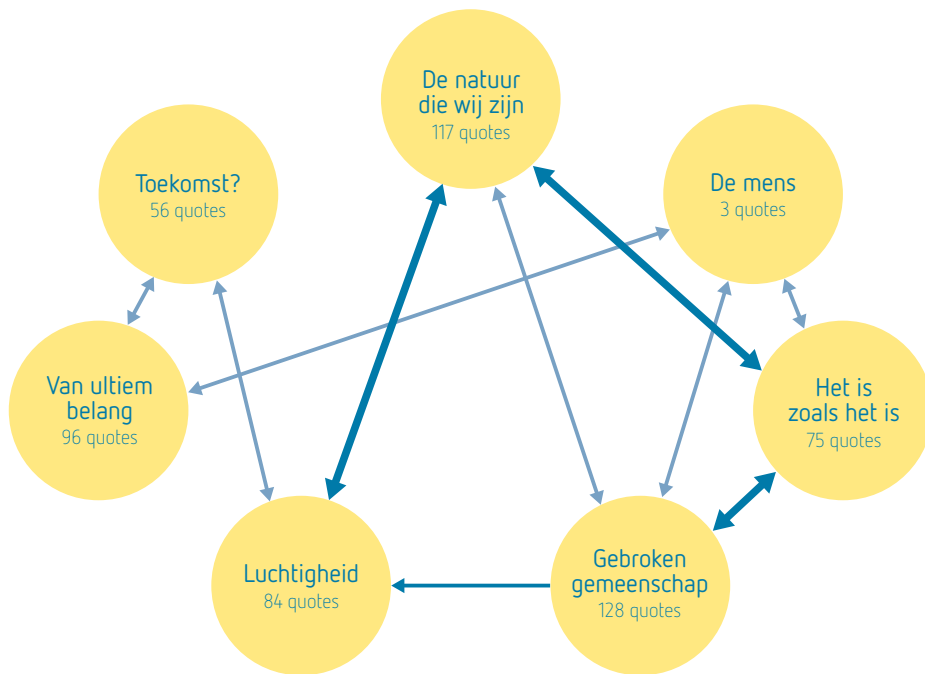 De natuur
die wij zijn
117 quotes
Toekomst?
56 quotes
De mens
3 quotes
Van ultiem
belang
96 quotes
Het is
zoals het is
75 quotes
Luchtigheid
84 quotes
Gebroken
gemeenschap
128 quotes